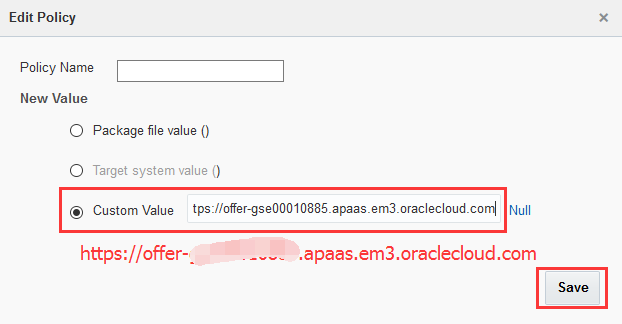 Edit Policy ×
Policy Name
New Value
Package file value ()
Target system value ()
Custom Value tps://offer-gse00010885.apaas.em3.oraclecloud.com Null
https://offer- .apaas.em3.oraclecloud.com
Save